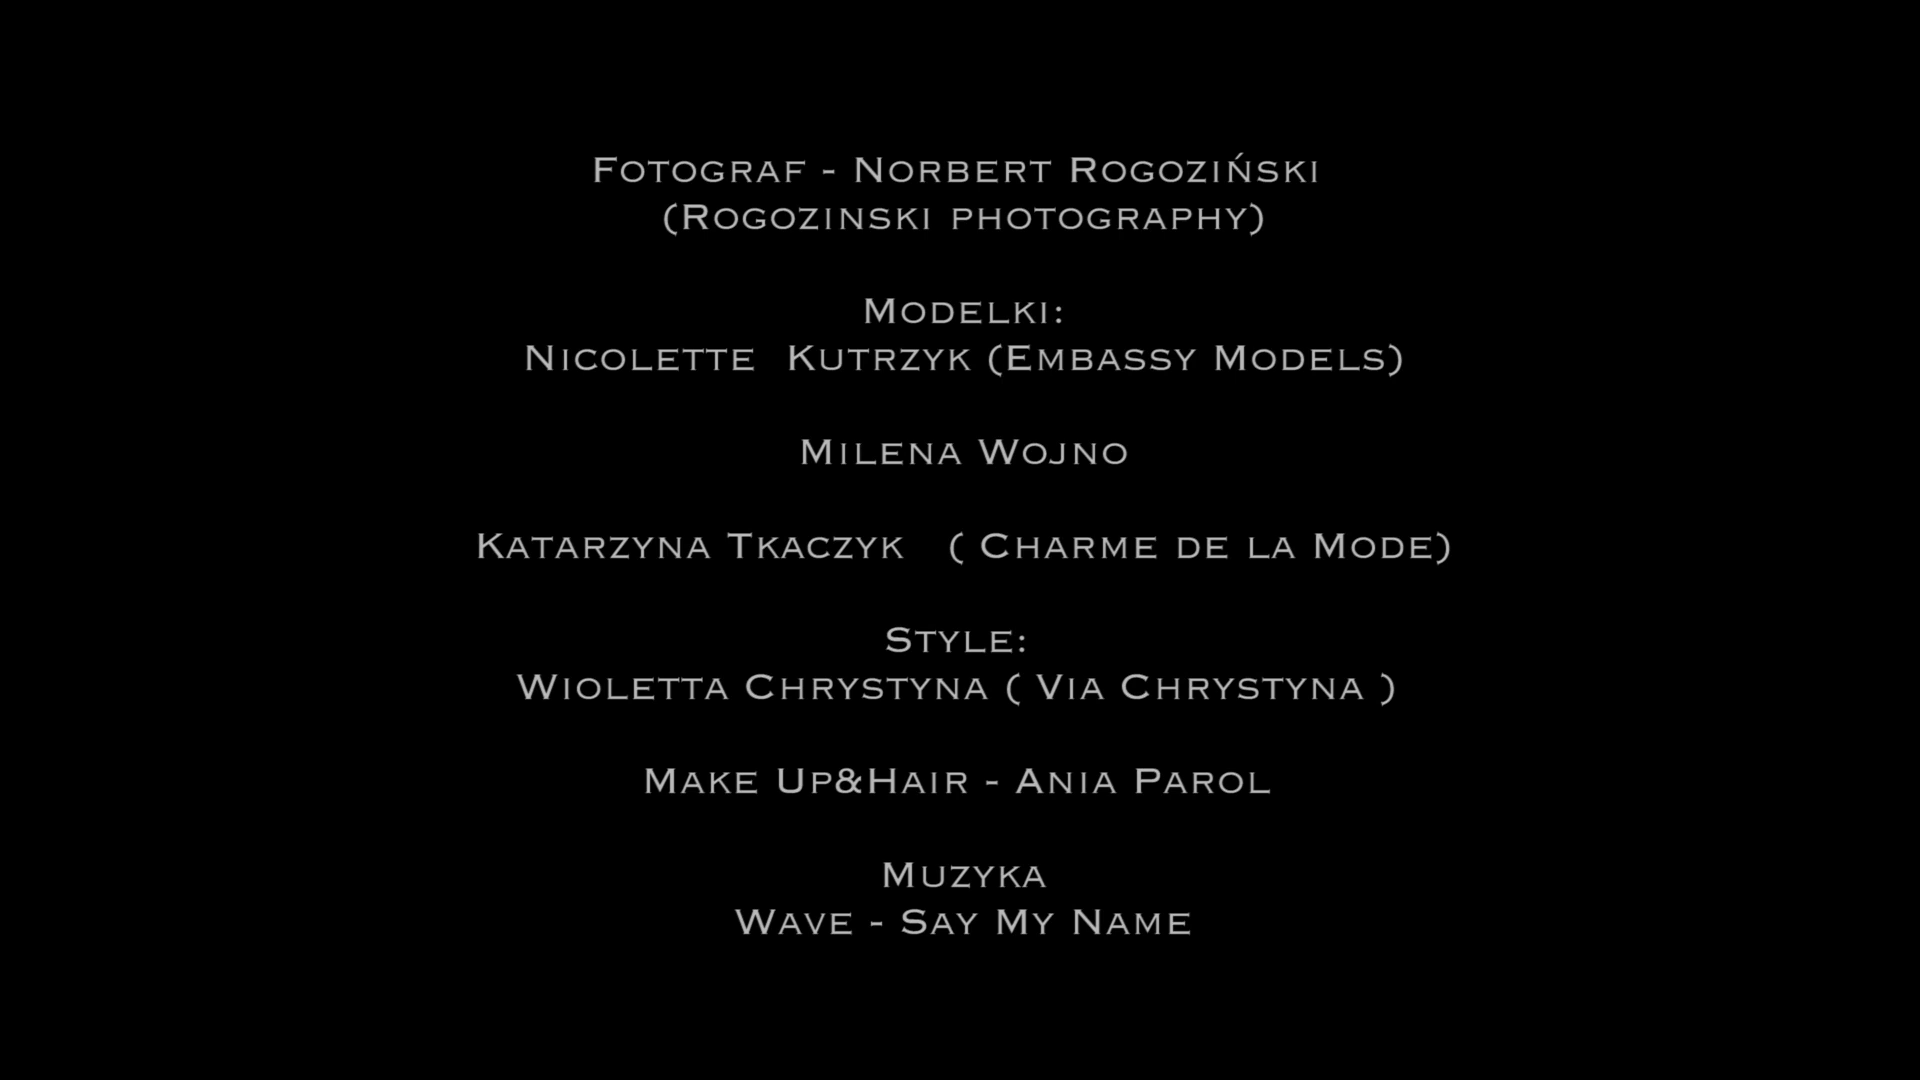 Fotograf - Norbert Rogoziński
(Rogozinski photography)
Modelki:
Nicolette Kutrzyk (Embassy Models)
Milena Wojno
Katarzyna Tkaczyk ( Charme de la Mode)
Style:
Wioletta Chrystyna ( Via Chrystyna )
Make Up&Hair - Ania Parol
Muzyka
Wave - Say My Name